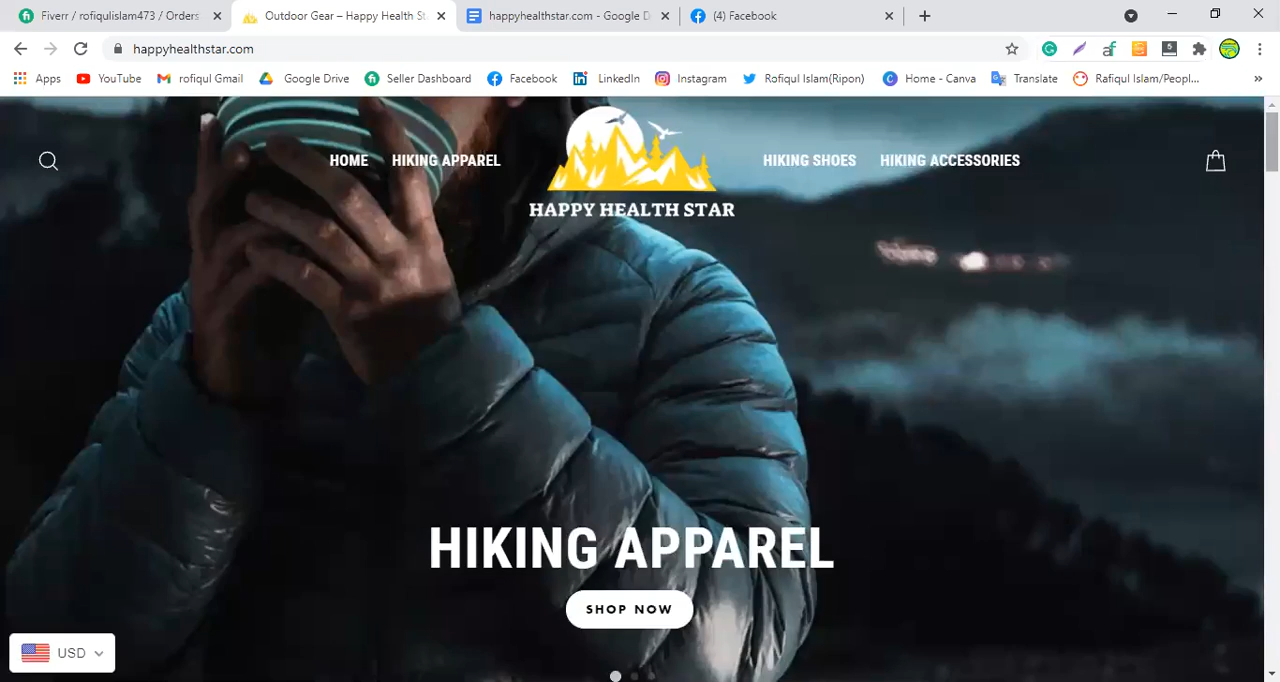 Fiverr / rofiqulislam473 / Orders
Outdoor Gear – Happy Health St
happyhealthstar.com - Google D
(4) Facebook
happyhealthstar.com
Apps
YouTube
rofiqul Gmail
Google Drive
Seller Dashboard
Facebook
LinkedIn
Instagram
Rofiqul Islam(Ripon)
Home - Canva
Translate
Rafiqul Islam/Peopl...
HOME
HIKING APPAREL
HAPPY HEALTH STAR
HIKING SHOES
HIKING ACCESSORIES
HIKING APPAREL
SHOP NOW
USD